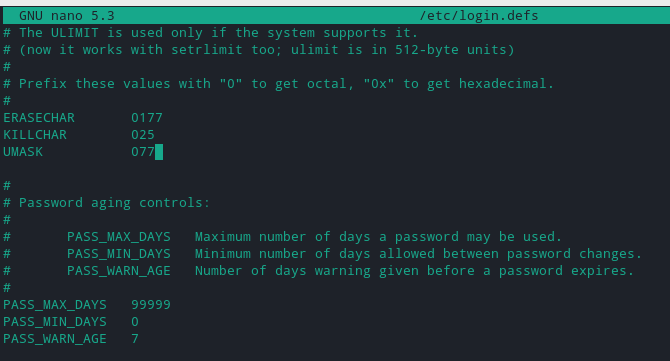 GNU nano 5.3 /etc/login.defs
# The ULIMIT is used only if the system supports it.
# (now it works with setrlimit too; ulimit is in 512-byte units)
#
# Prefix these values with "0" to get octal, "0x" to get hexadecimal.
#
ERASECHAR 0177
KILLCHAR 025
UMASK 077
#
# Password aging controls:
#
# PASS_MAX_DAYS Maximum number of days a password may be used.
# PASS_MIN_DAYS Minimum number of days allowed between password changes.
# PASS_WARN_AGE Number of days warning given before a password expires.
#
PASS_MAX_DAYS 99999
PASS_MIN_DAYS 0
PASS_WARN_AGE 7